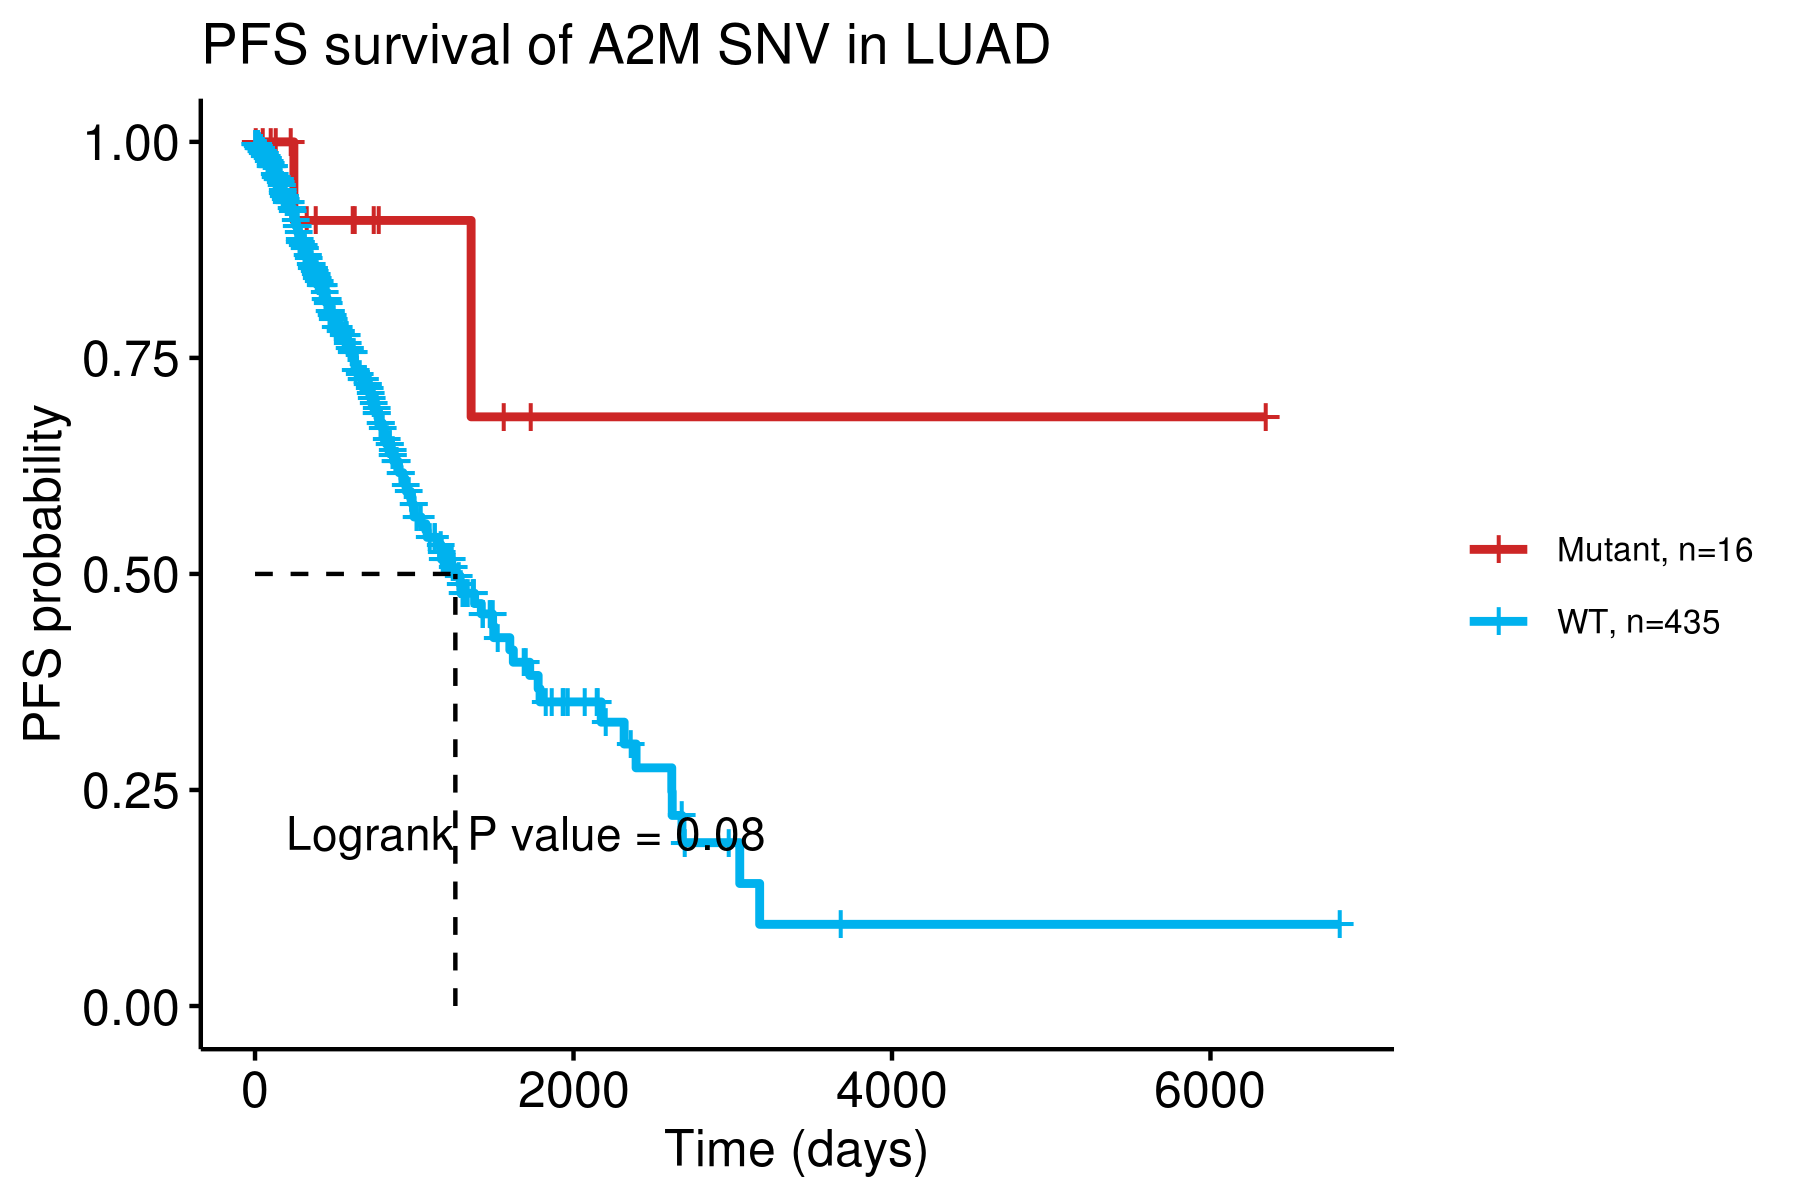 PFS survival of A2M SNV in LUAD
PFS probability
1.00
0.75
0.50
0.25
0.00
Logrank P value = 0.08
0 2000 4000 6000
Time (days)
Mutant, n=16
WT, n=435